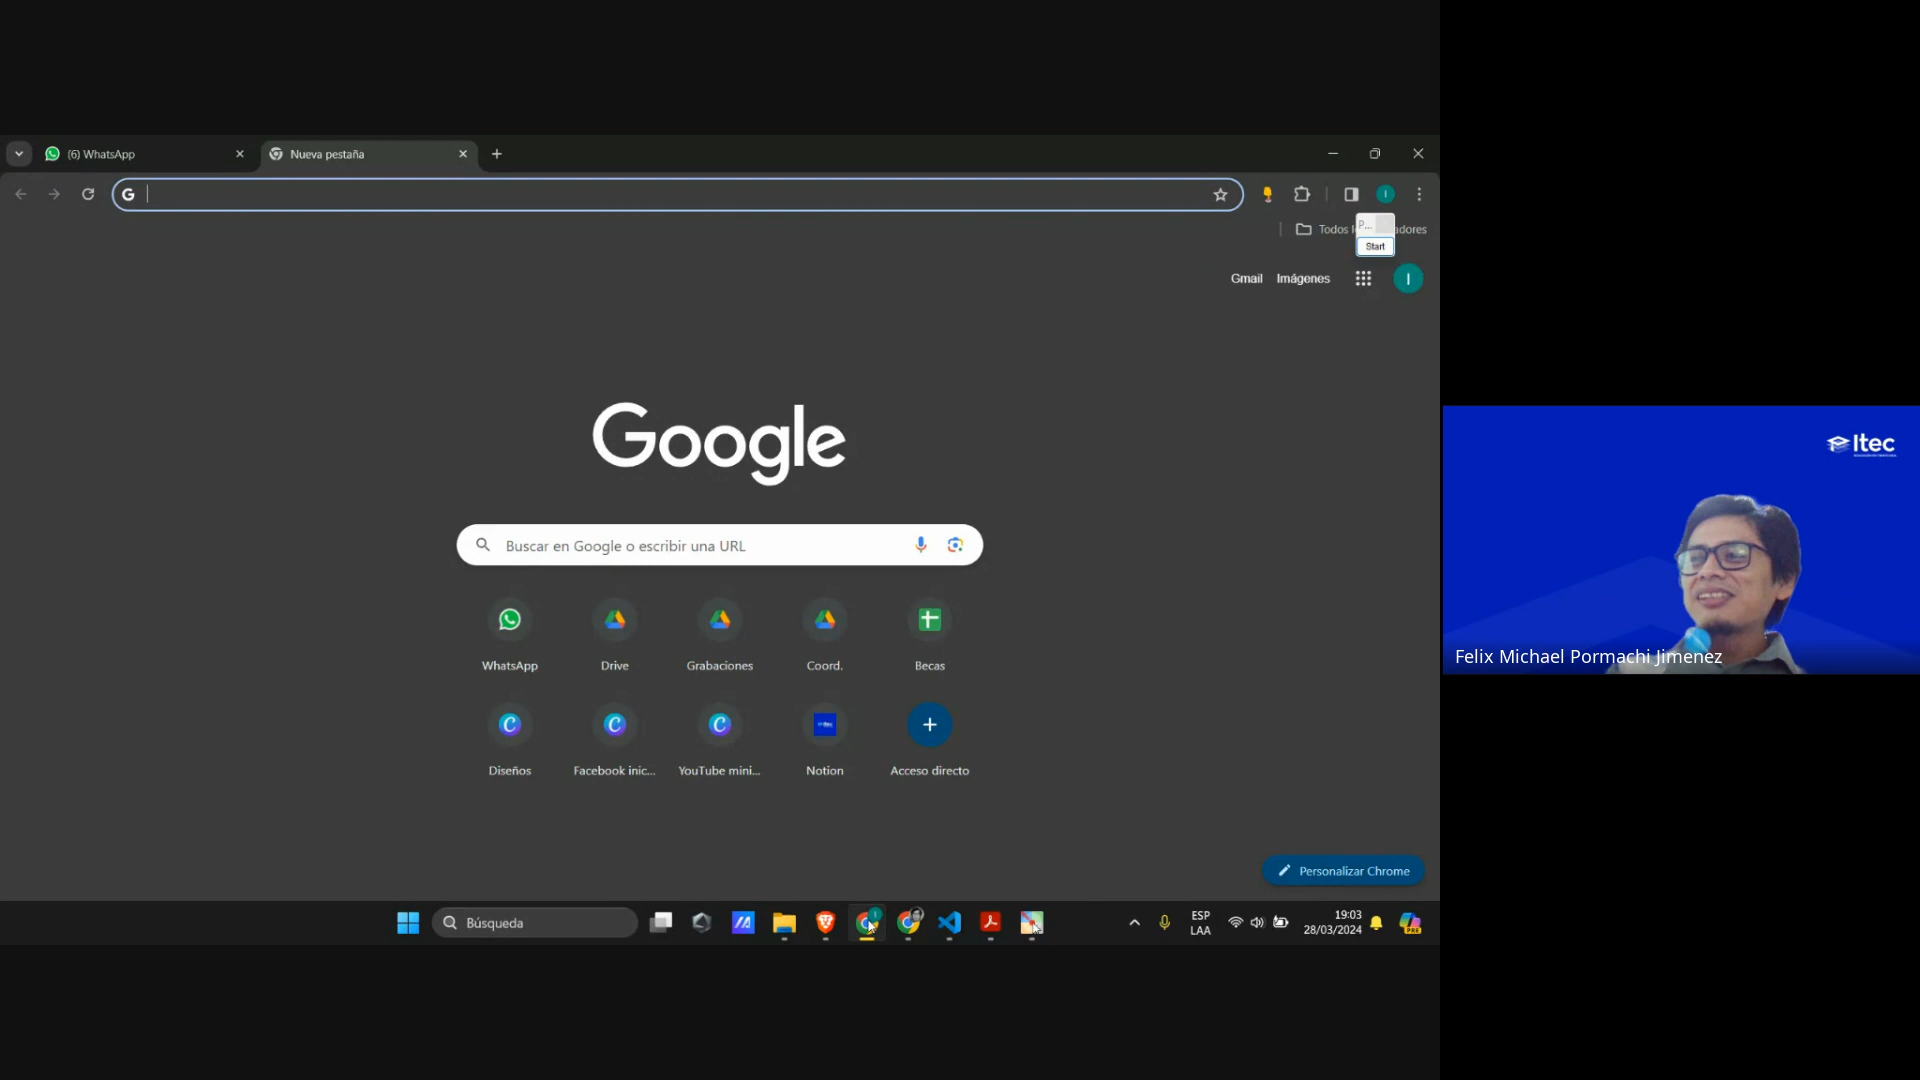 (6) WhatsApp
Nueva pestaña
G
Todos l
adores
P...
Start
Gmail
Imágenes
I
Google
Buscar en Google o escribir una URL
WhatsApp
Drive
Grabaciones
Coord.
Becas
Diseños
Facebook inic...
YouTube mini...
Notion
Acceso directo
Personalizar Chrome
Búsqueda
ESP
LAA
19:03
28/03/2024
PRE
Itec
Felix Michael Pormachi Jimenez